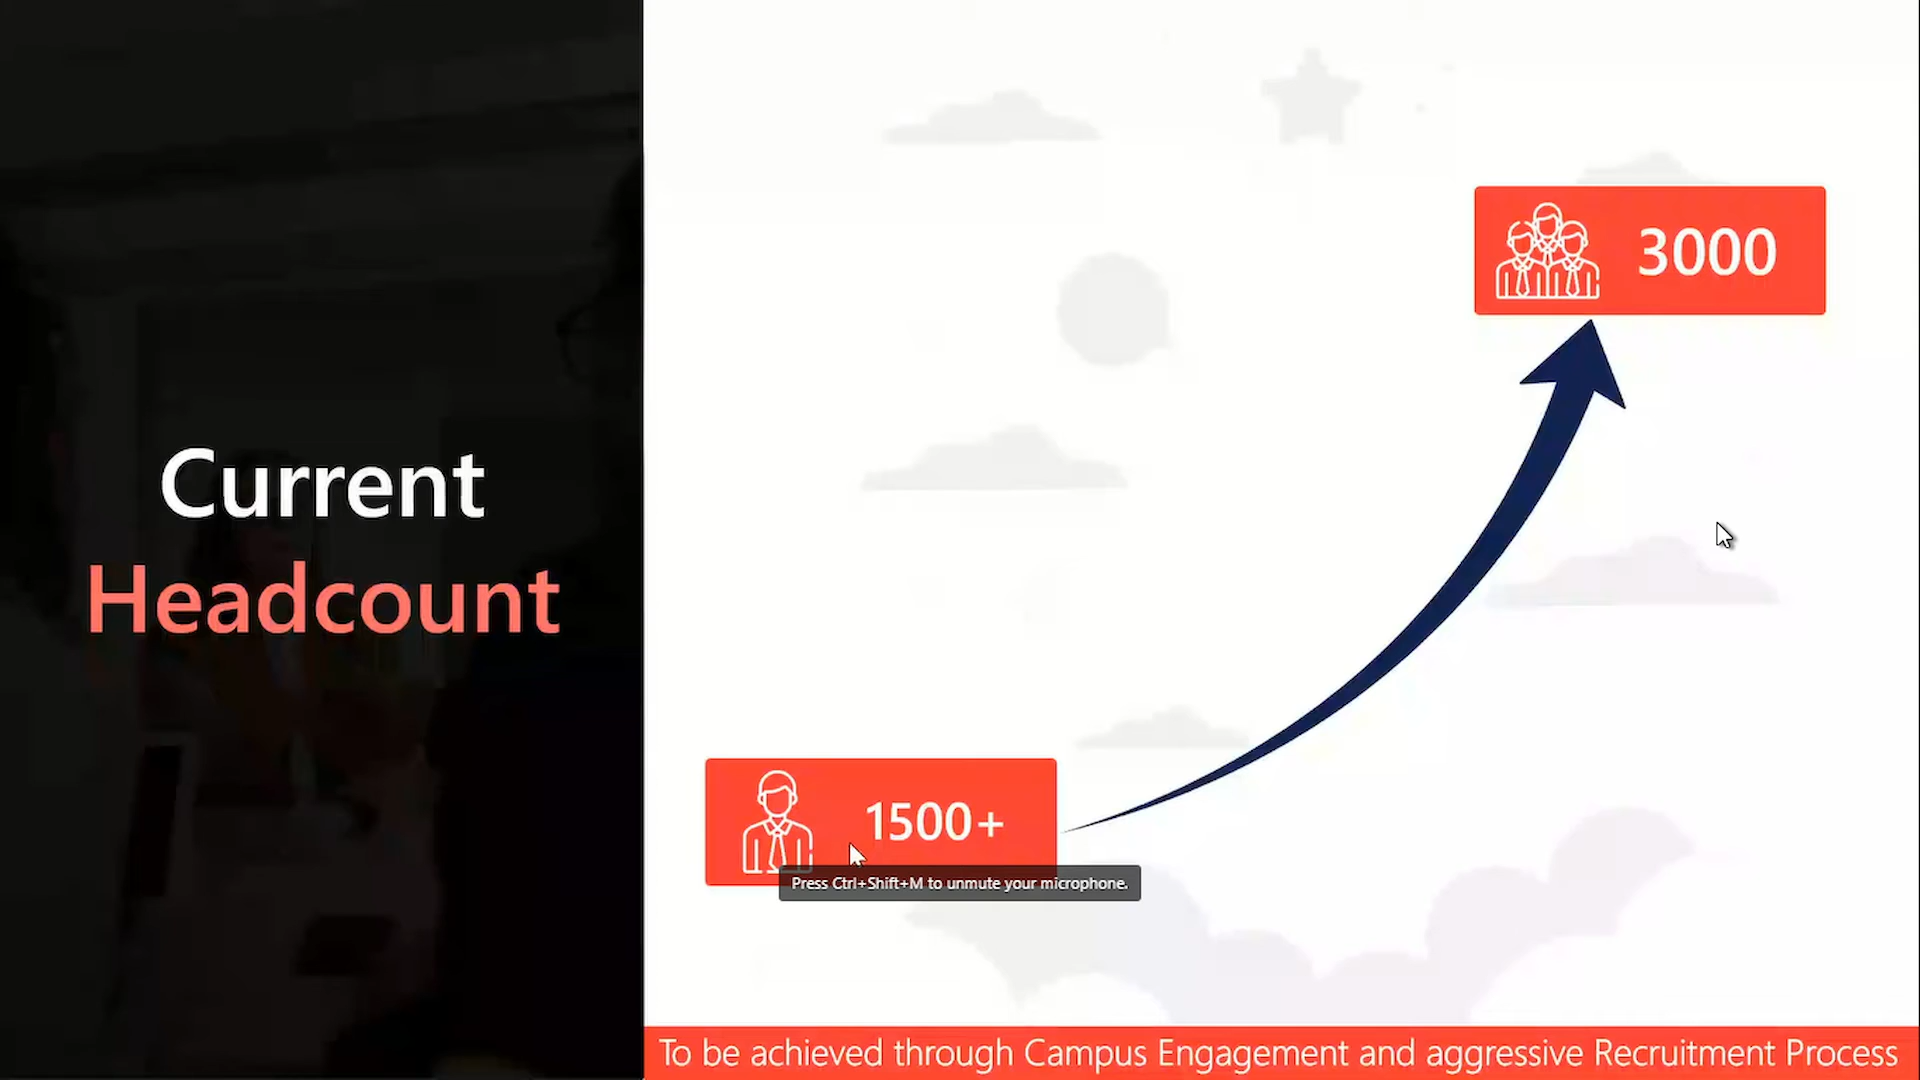 Current
Headcount
3000
1500+
Press Ctrl+Shift+M to unmute your microphone.
To be achieved through Campus Engagement and aggressive Recruitment Process